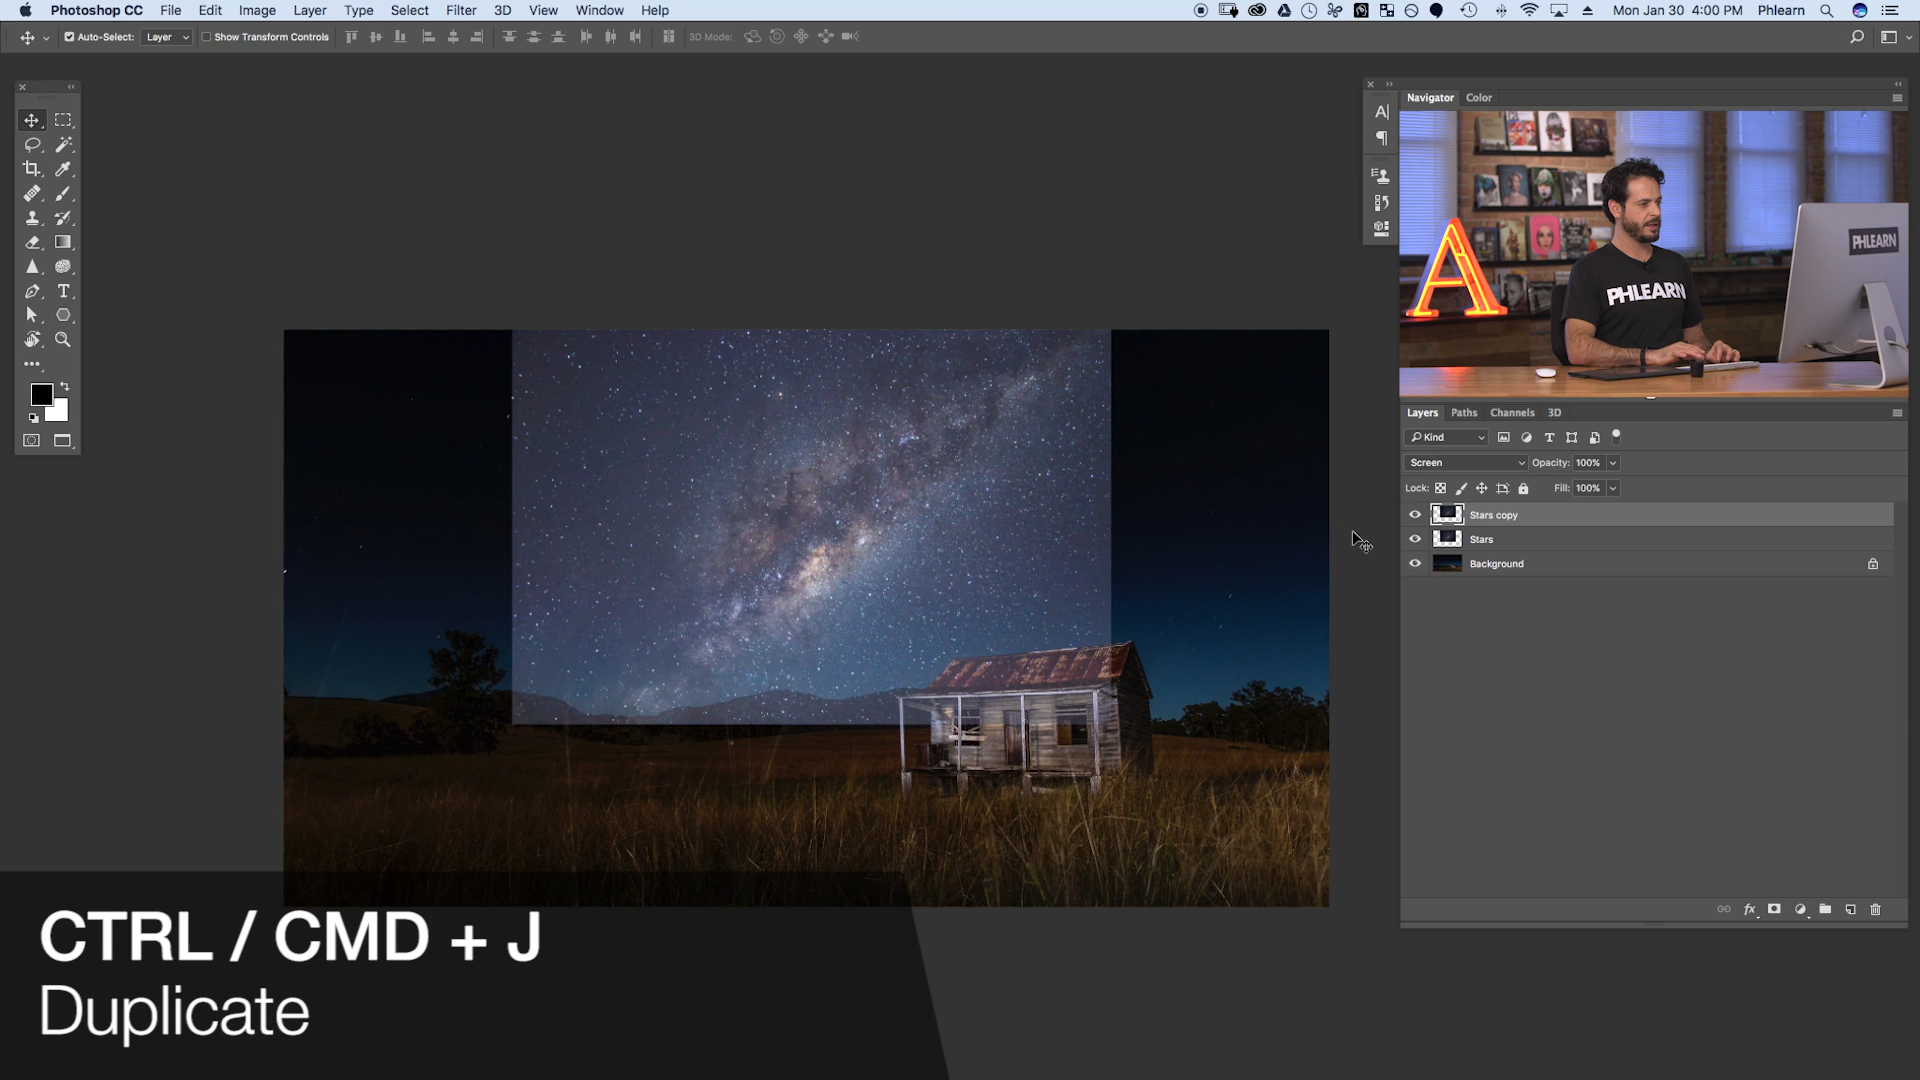 Photoshop CC File Edit Image Layer Type Select Filter 3D View Window Help Mon Jan 30 4:00 PM Phlearn
Auto-Select: Layer Show Transform Controls 3D Mode:
Navigator Color
PHLEARN
PHLEARN
Layers Paths Channels 3D
Kind
Screen Opacity: 100%
Lock: Fill: 100%
Stars copy
Stars
Background
fx
CTRL / CMD + J
Duplicate